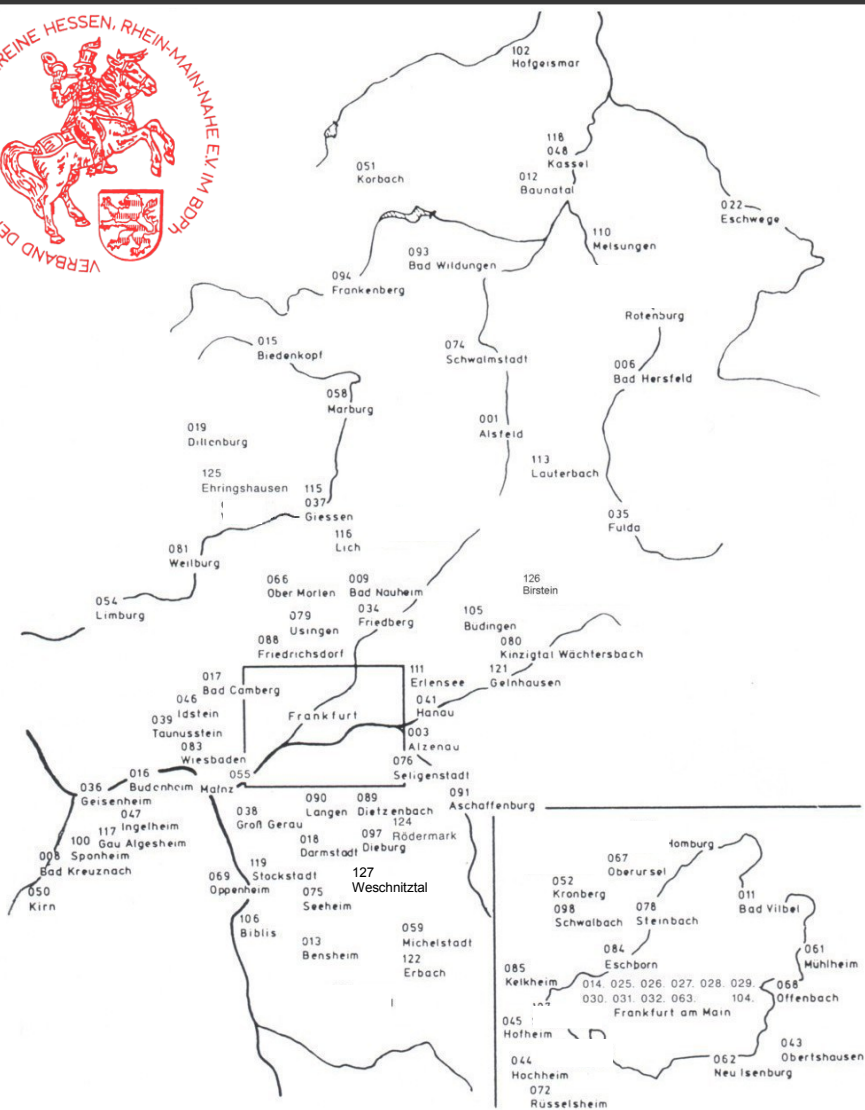 EREINE HESSEN, RHEIN-MAIN-NAHE E.V. IM BDPh
VERBAND DE
102
Hofgeismar
118
048
Kassel
051
Korbach
012
Baunatal
022
Eschwege
110
Melsungen
093
Bad Wildungen
094
Frankenberg
Rotenburg
015
Biedenkopf
074
Schwalmstadt
006
Bad Hersfeld
058
Marburg
001
Alsfeld
019
Dillenburg
113
Lauterbach
125
Ehringshausen
115
037
Giessen
035
Fulda
116
Lich
081
Weilburg
066
Ober Morlen
009
Bad Nauheim
126
Birstein
054
Limburg
079
Usingen
034
Friedberg
105
Budingen
088
Friedrichsdorf
080
Kinzigtal Wächtersbach
017
Bad Camberg
111
Erlensee
121
Gelnhausen
046
Idstein
041
Hanau
Frankfurt
039
Taunusstein
003
Alzenau
083
Wiesbaden
076
Seligenstadt
055
Mainz
016
Budenheim
036
Geisenheim
091
Aschaffenburg
047
Ingelheim
038
Groß Gerau
090
Langen
089
Dietzenbach
124
Rödermark
117
Gau Algesheim
100
Sponheim
018
Darmstadt
097
Dieburg
008
Bad Kreuznach
119
Stockstadt
127
Weschnitztal
050
Kirn
069
Oppenheim
075
Seeheim
106
Biblis
013
Bensheim
059
Michelstadt
122
Erbach
omburg
067
Oberursel
052
Kronberg
011
Bad Vilbel
098
Schwalbach
078
Steinbach
084
Eschborn
061
Mühlheim
085
Kelkheim
014. 025. 026. 027. 028. 029.
030. 031. 032. 063. 104.
Frankfurt am Main
068
Offenbach
045
Hofheim
043
Obertshausen
044
Hochheim
062
Neu Isenburg
072
Rüsselsheim